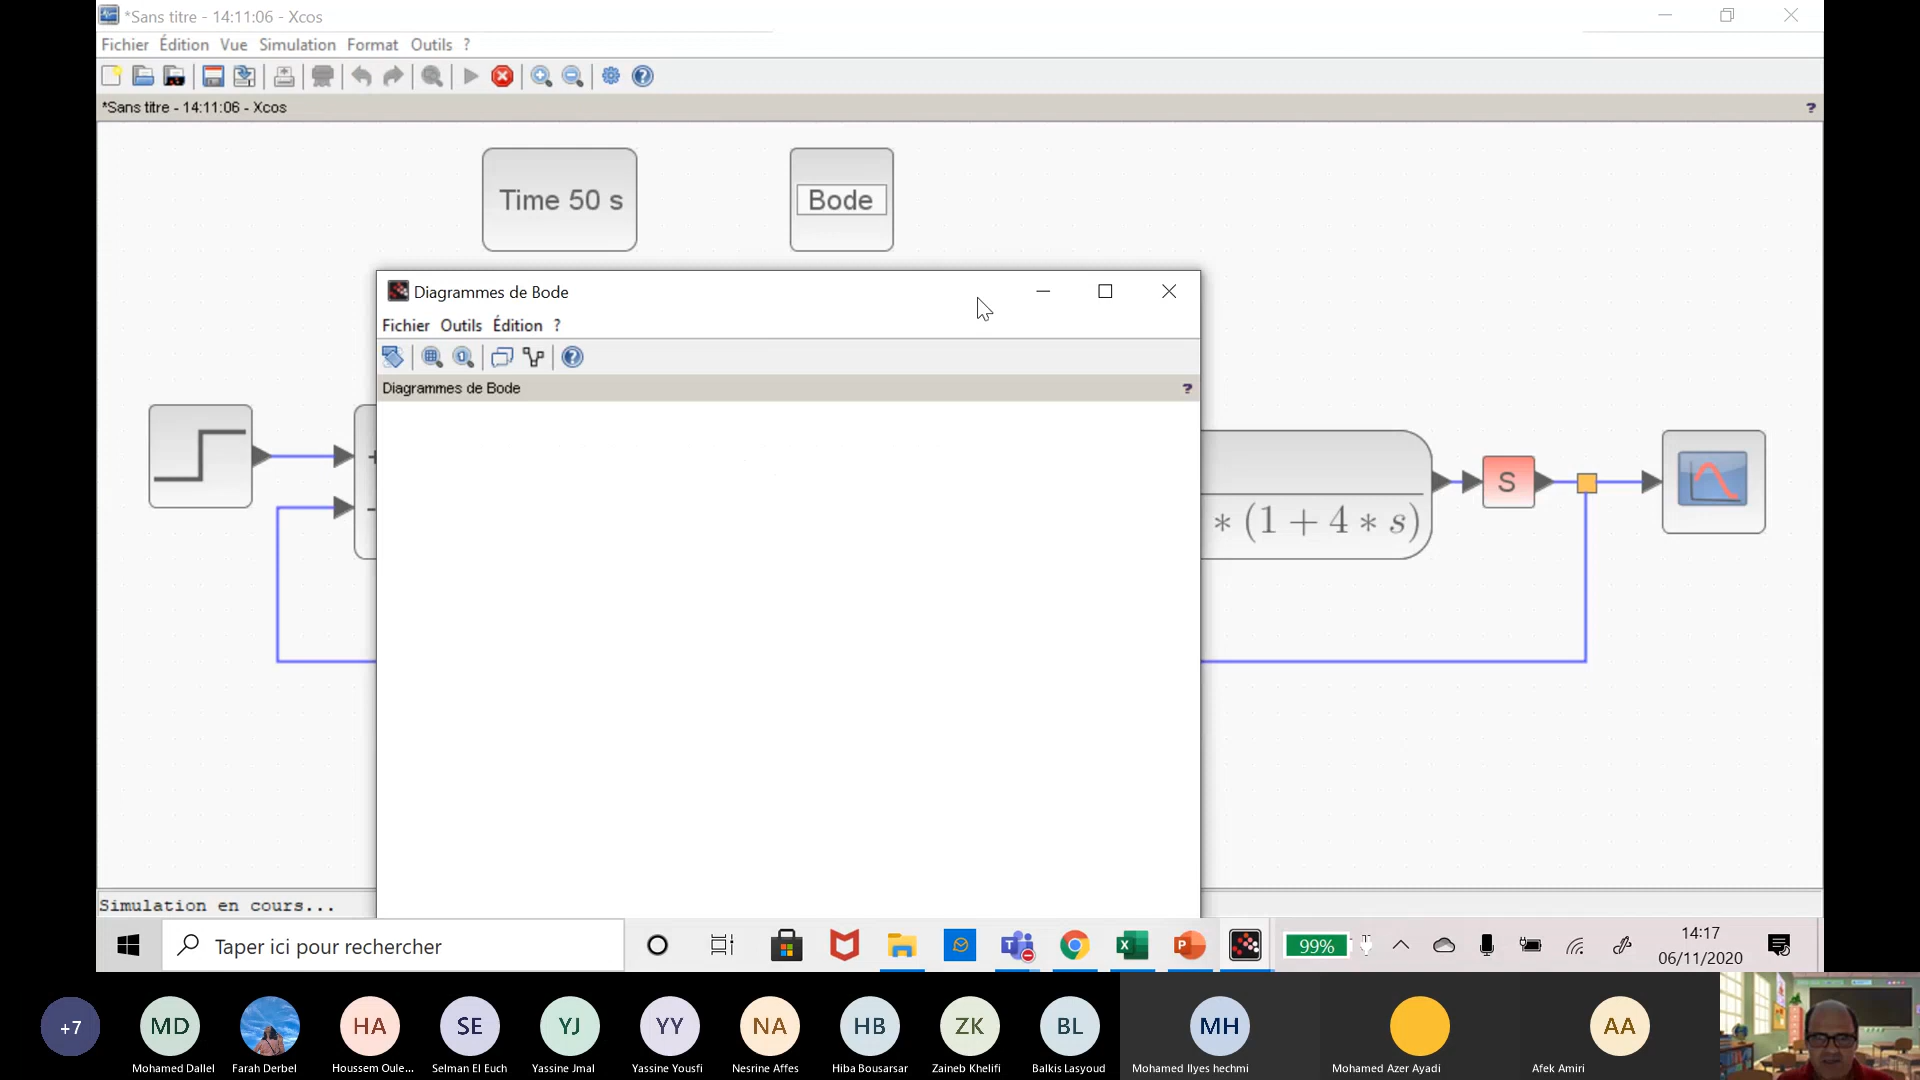 *Sans titre - 14:11:06 - Xcos
Fichier Édition Vue Simulation Format Outils ?
*Sans titre - 14:11:06 - Xcos ?
Time 50 s
Bode
Diagrammes de Bode
Fichier Outils Édition ?
Diagrammes de Bode ?
+
-
* (1 + 4 * s)
S
Simulation en cours...
Taper ici pour rechercher
99%
14:17
06/11/2020
+7
MD
HA
SE
YJ
YY
NA
HB
ZK
BL
MH
AA
Mohamed Dallel
Farah Derbel
Houssem Oule...
Selman El Euch
Yassine Jmal
Yassine Yousfi
Nesrine Affes
Hiba Bousarsar
Zaineb Khelifi
Balkis Lasyoud
Mohamed Ilyes hechmi
Mohamed Azer Ayadi
Afek Amiri